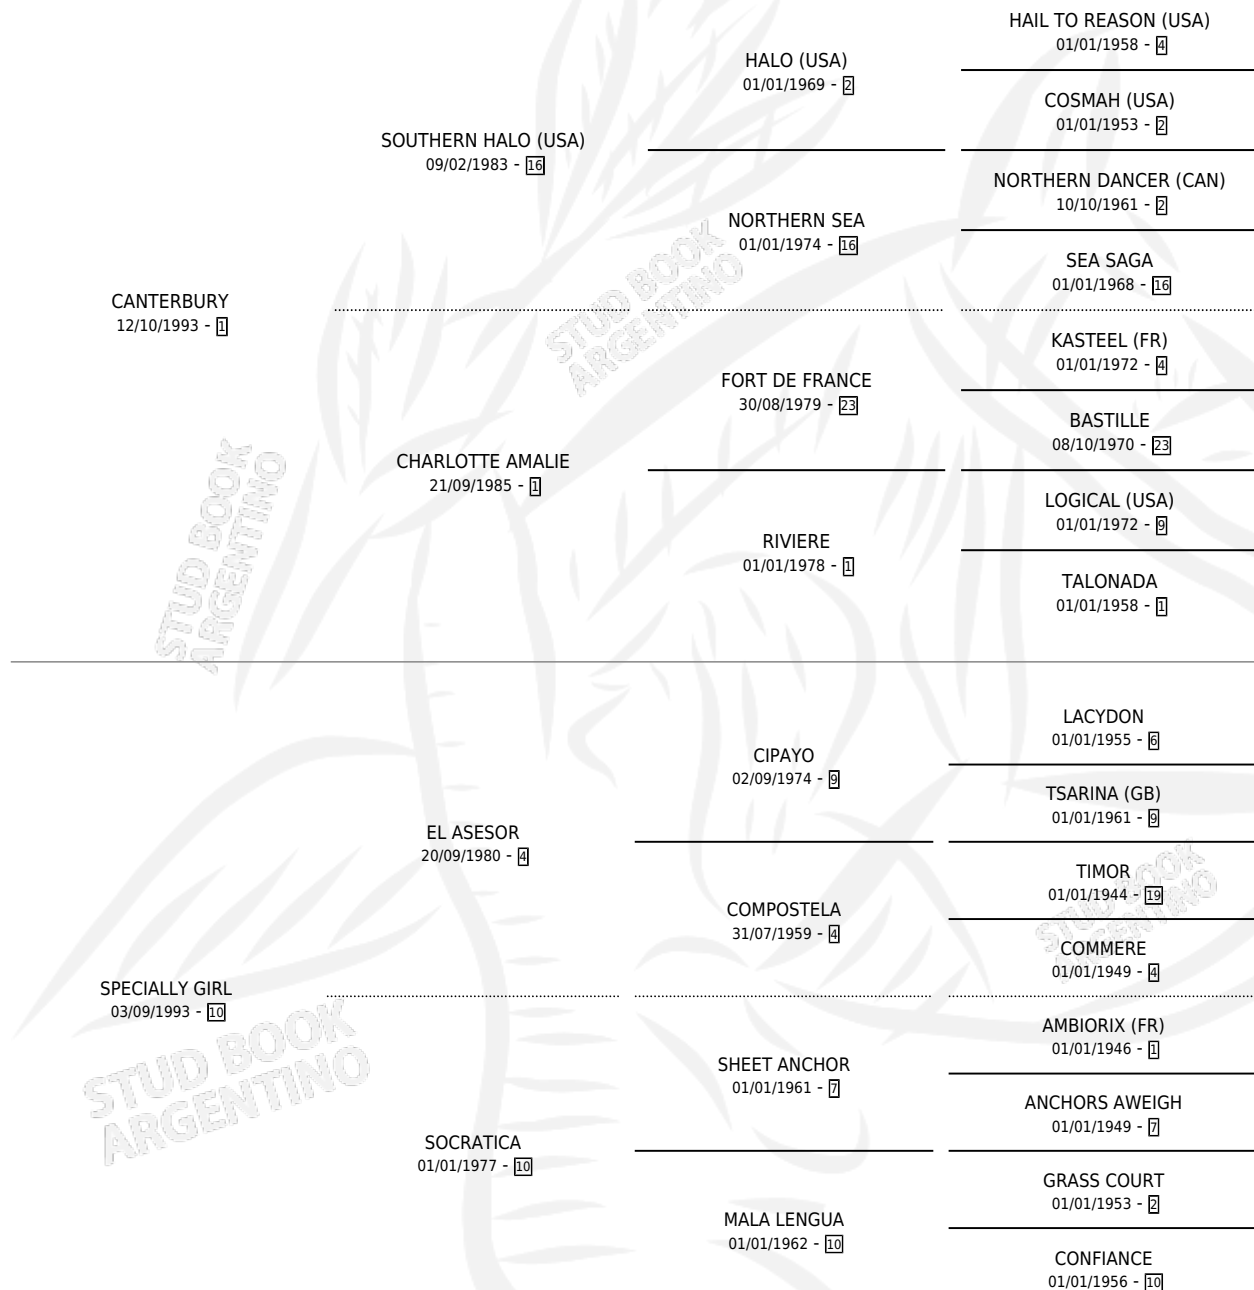 HAIL TO REASON (USA)
01/01/1958 - 4
HALO (USA)
01/01/1969 - 2
COSMAH (USA)
01/01/1953 - 2
SOUTHERN HALO (USA)
09/02/1983 - 16
NORTHERN DANCER (CAN)
10/10/1961 - 2
NORTHERN SEA
01/01/1974 - 16
SEA SAGA
01/01/1968 - 16
CANTERBURY
12/10/1993 - 1
KASTEEL (FR)
01/01/1972 - 4
FORT DE FRANCE
30/08/1979 - 23
BASTILLE
08/10/1970 - 23
CHARLOTTE AMALIE
21/09/1985 - 1
LOGICAL (USA)
01/01/1972 - 9
RIVIERE
01/01/1978 - 1
TALONADA
01/01/1958 - 1
LACYDON
01/01/1955 - 6
CIPAYO
02/09/1974 - 9
TSARINA (GB)
01/01/1961 - 9
EL ASESOR
20/09/1980 - 4
TIMOR
01/01/1944 - 19
COMPOSTELA
31/07/1959 - 4
COMMERE
01/01/1949 - 4
SPECIALLY GIRL
03/09/1993 - 10
AMBIORIX (FR)
01/01/1946 - 1
SHEET ANCHOR
01/01/1961 - 7
ANCHORS AWEIGH
01/01/1949 - 7
SOCRATICA
01/01/1977 - 10
GRASS COURT
01/01/1953 - 2
MALA LENGUA
01/01/1962 - 10
CONFIANCE
01/01/1956 - 10
STUD BOOK
ARGENTINO
STUD BOOK
ARGENTINO
STUD BOOK
ARGENTINO
STUD BOOK
ARGENTINO